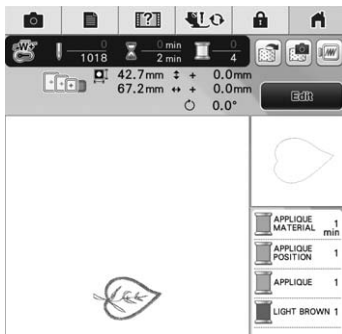 [?]
W+
0
1018
0 min
2 min
0
4
42.7mm ↕ + 0.0mm
67.2mm ↔ + 0.0mm
0.0°
Edit
APPLIQUE MATERIAL 1 min
APPLIQUE POSITION 1
APPLIQUE 1
LIGHT BROWN 1